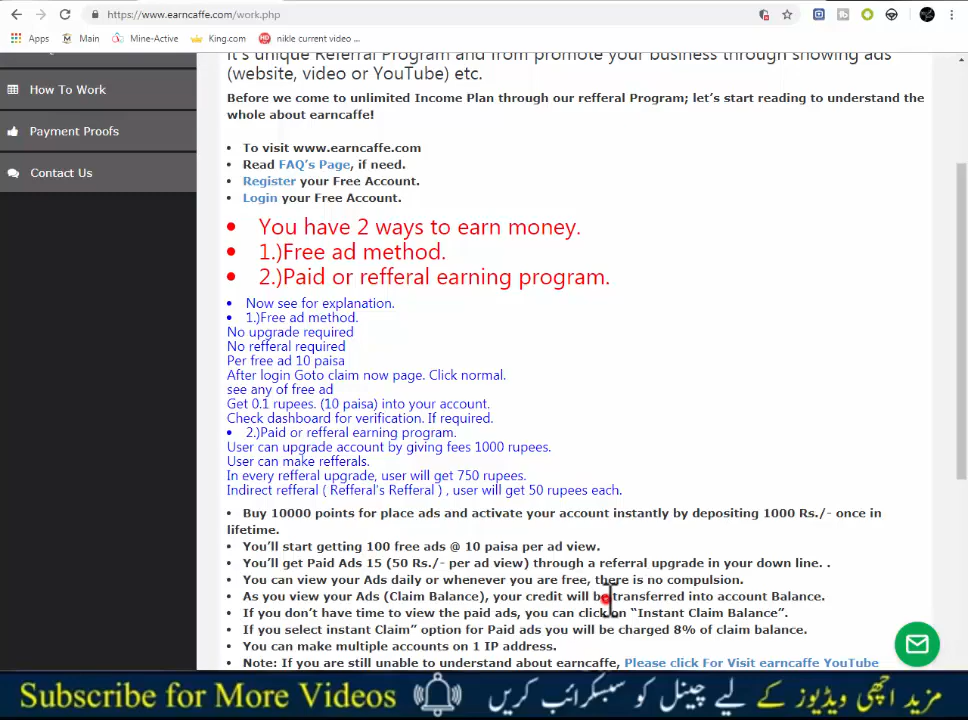 https://www.earncaffe.com/work.php
Apps Main Mine-Active King.com nikle current video ...
It's unique Referral Program and from promote your business through showing ads
(website, video or YouTube) etc.
Before we come to unlimited Income Plan through our refferal Program; let's start reading to understand the
whole about earncaffe!
How To Work
Payment Proofs
Contact Us
• To visit www.earncaffe.com
• Read FAQ's Page, if need.
• Register your Free Account.
• Login your Free Account.
• You have 2 ways to earn money.
• 1.)Free ad method.
• 2.)Paid or refferal earning program.
• Now see for explanation.
• 1.)Free ad method.
No upgrade required
No refferal required
Per free ad 10 paisa
After login Goto claim now page. Click normal.
see any of free ad
Get 0.1 rupees. (10 paisa) into your account.
Check dashboard for verification. If required.
• 2.)Paid or refferal earning program.
User can upgrade account by giving fees 1000 rupees.
User can make refferals.
In every refferal upgrade, user will get 750 rupees.
Indirect refferal ( Refferal's Refferal ) , user will get 50 rupees each.
• Buy 10000 points for place ads and activate your account instantly by depositing 1000 Rs./- once in
lifetime.
• You'll start getting 100 free ads @ 10 paisa per ad view.
• You'll get Paid Ads 15 (50 Rs./- per ad view) through a referral upgrade in your down line. .
• You can view your Ads daily or whenever you are free, there is no compulsion.
• As you view your Ads (Claim Balance), your credit will be transferred into account Balance.
• If you don't have time to view the paid ads, you can click on "Instant Claim Balance".
• If you select instant Claim" option for Paid ads you will be charged 8% of claim balance.
• You can make multiple accounts on 1 IP address.
• Note: If you are still unable to understand about earncaffe, Please click For Visit earncaffe YouTube
Subscribe for More Videos مزید اچھی ویڈیوز کے لیے چینل کو سبسکرائب کریں